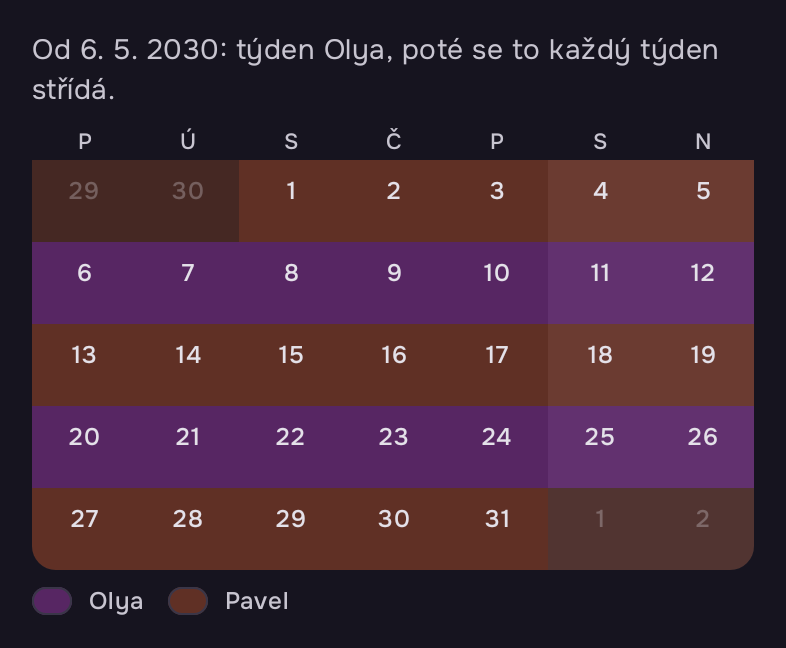 Od 6. 5. 2030: týden Olya, poté se to každý týden
střídá.
P Ú S Č P S N
29 30 1 2 3 4 5
6 7 8 9 10 11 12
13 14 15 16 17 18 19
20 21 22 23 24 25 26
27 28 29 30 31 1 2
Olya Pavel